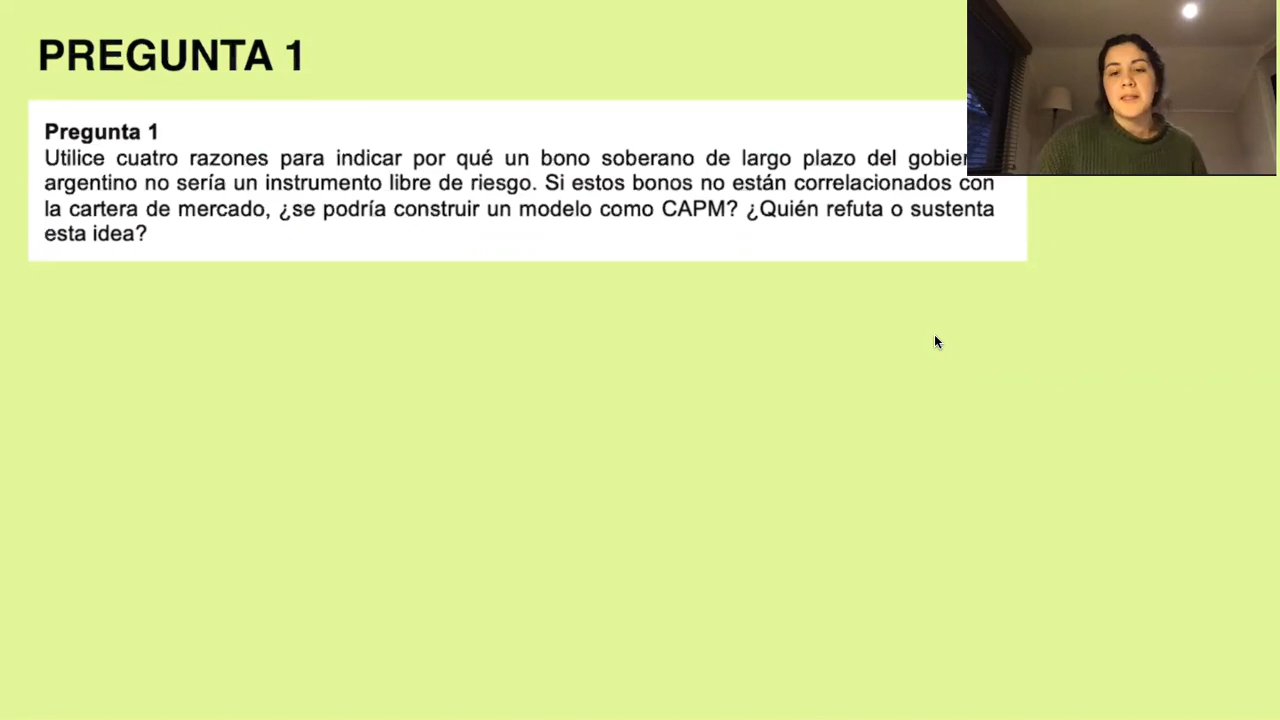 PREGUNTA 1
Pregunta 1
Utilice cuatro razones para indicar por qué un bono soberano de largo plazo del gobier
argentino no sería un instrumento libre de riesgo. Si estos bonos no están correlacionados con
la cartera de mercado, ¿se podría construir un modelo como CAPM? ¿Quién refuta o sustenta
esta idea?